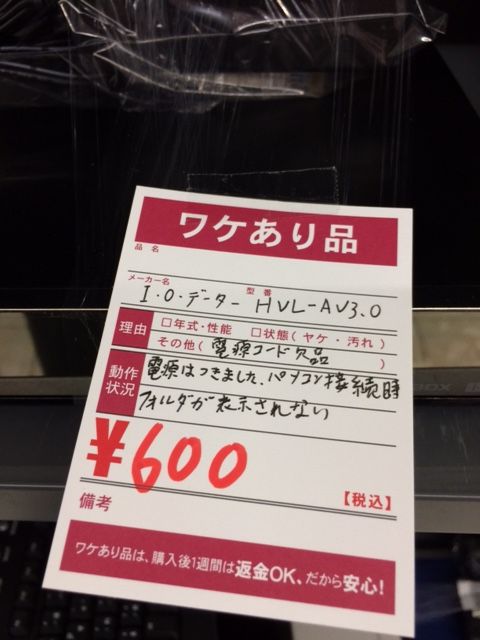 ワケあり品
品名
メーカー名 I・O・データー 型番 HVL-AV3.0
理由 □年式・性能 □状態(ヤケ・汚れ)
その他(電源コード欠品)
動作状況 電源はつきました、パソコン接続時
フォルダが表示されない
¥600
【税込】
備考
ワケあり品は、購入後1週間は返金OK、だから安心!